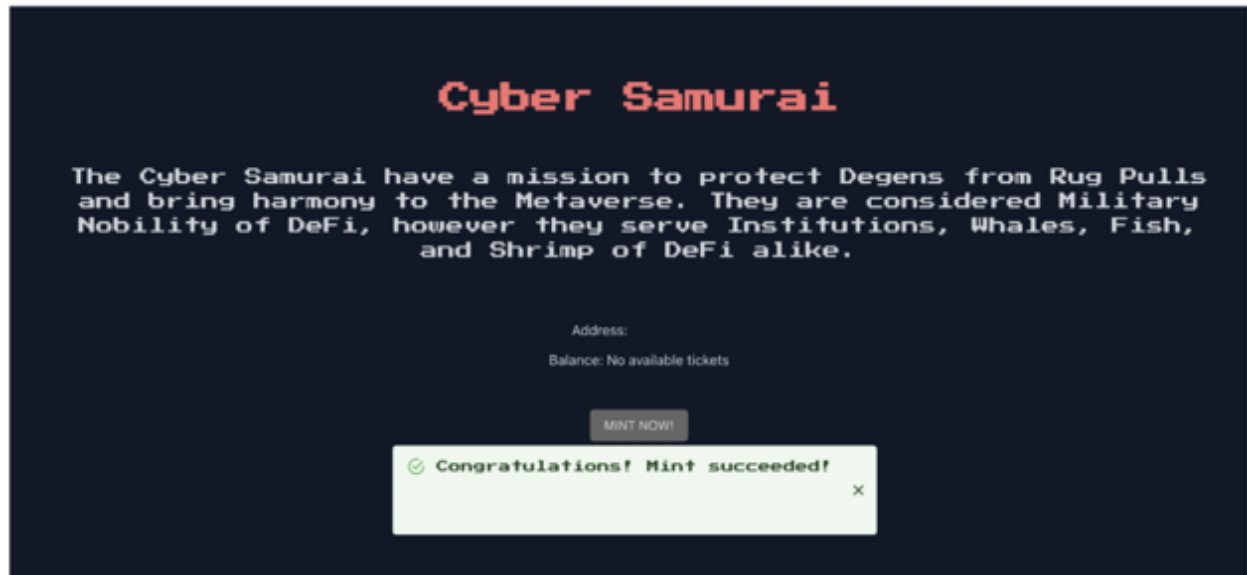 Cyber Samurai
The Cyber Samurai have a mission to protect Degens from Rug Pulls
and bring harmony to the Metaverse. They are considered Military
Nobility of DeFi, however they serve Institutions, Whales, Fish,
and Shrimp of DeFi alike.
Address:
Balance: No available tickets
MINT NOW!
Congratulations! Mint succeeded!